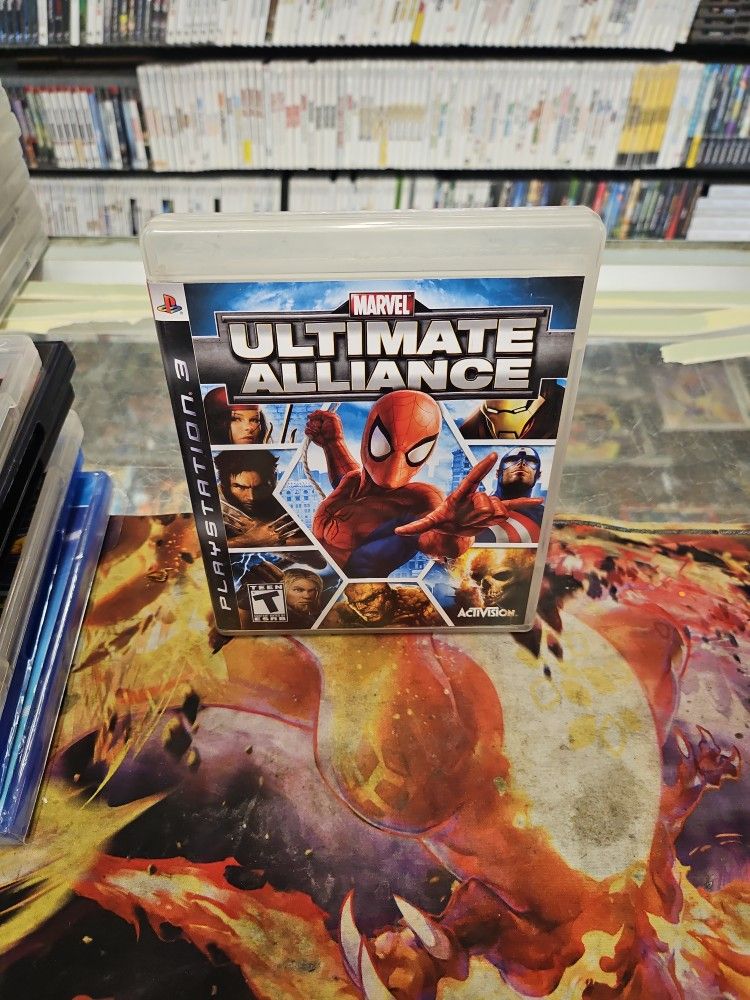 MARVEL
ULTIMATE
ALLIANCE
PLAYSTATION 3
TEEN
T
ESRB
ACTIVISION